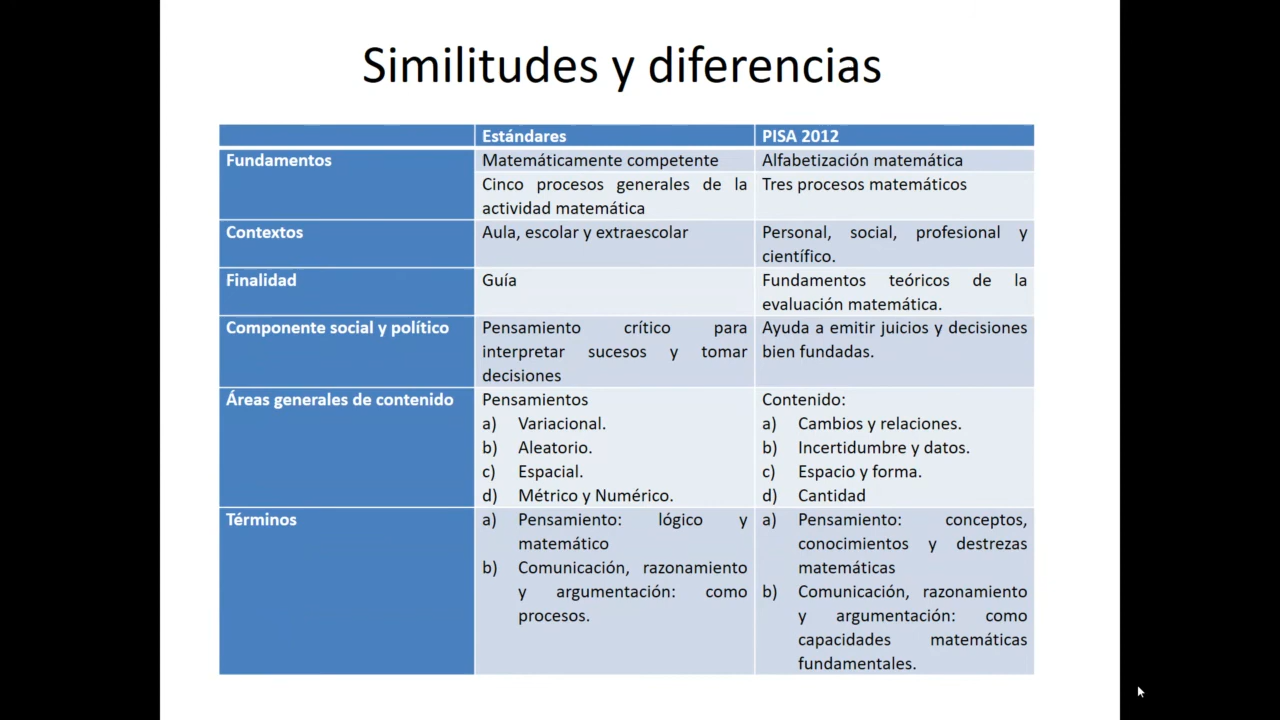 Similitudes y diferencias
Estándares PISA 2012
Fundamentos Matemáticamente competente Alfabetización matemática
Cinco procesos generales de la Tres procesos matemáticos
actividad matemática
Contextos Aula, escolar y extraescolar Personal, social, profesional y
científico.
Finalidad Guía Fundamentos teóricos de la
evaluación matemática.
Componente social y político Pensamiento crítico para Ayuda a emitir juicios y decisiones
interpretar sucesos y tomar bien fundadas.
decisiones
Áreas generales de contenido Pensamientos Contenido:
a) Variacional. a) Cambios y relaciones.
b) Aleatorio. b) Incertidumbre y datos.
c) Espacial. c) Espacio y forma.
d) Métrico y Numérico. d) Cantidad
Términos a) Pensamiento: lógico y a) Pensamiento: conceptos,
matemático conocimientos y destrezas
b) Comunicación, razonamiento matemáticas
y argumentación: como b) Comunicación, razonamiento
procesos. y argumentación: como
capacidades matemáticas
fundamentales.